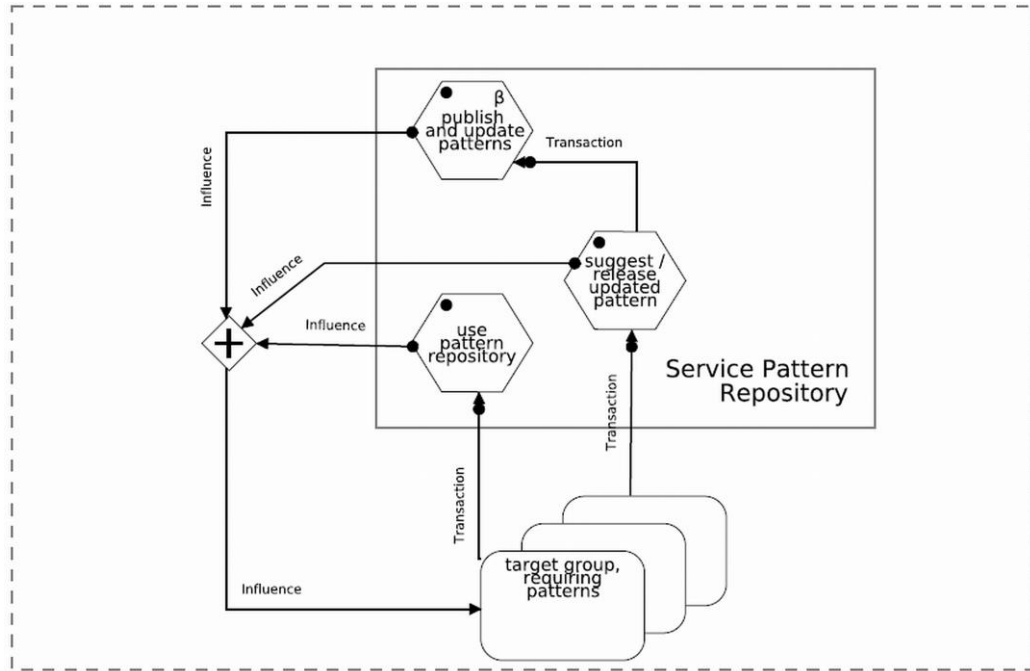 β
publish
and update
patterns
Transaction
Influence
suggest /
release
updated
pattern
Influence
Influence
use
pattern
repository
Service Pattern
Repository
Transaction
Transaction
target group,
requiring
patterns
Influence